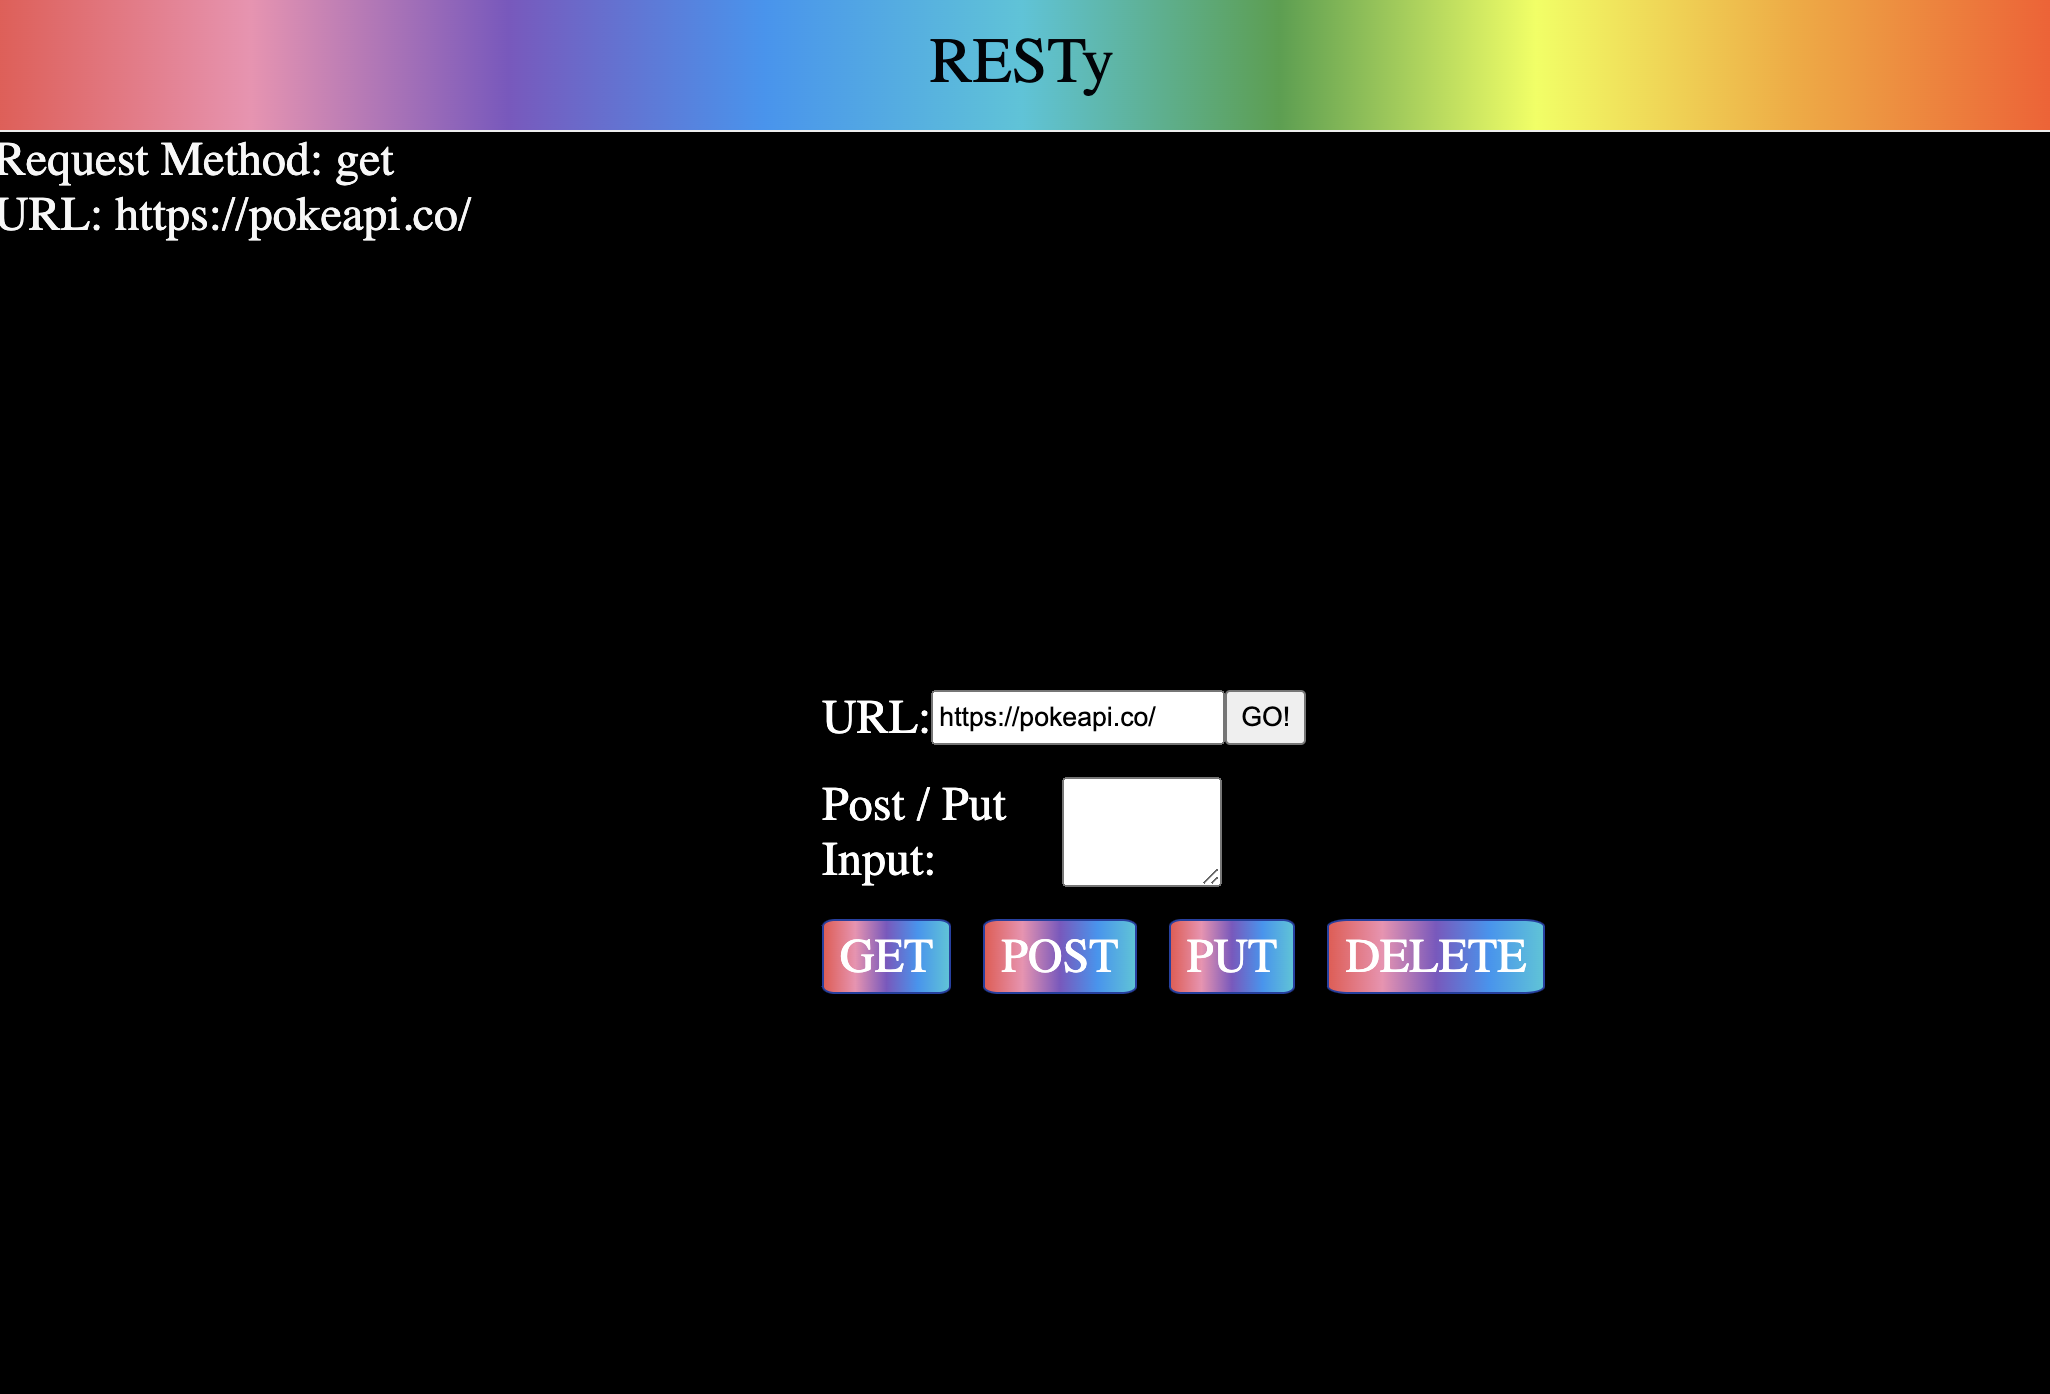 RESTy
Request Method: get
URL: https://pokeapi.co/
URL: https://pokeapi.co/ GO!
Post / Put
Input:
GET POST PUT DELETE